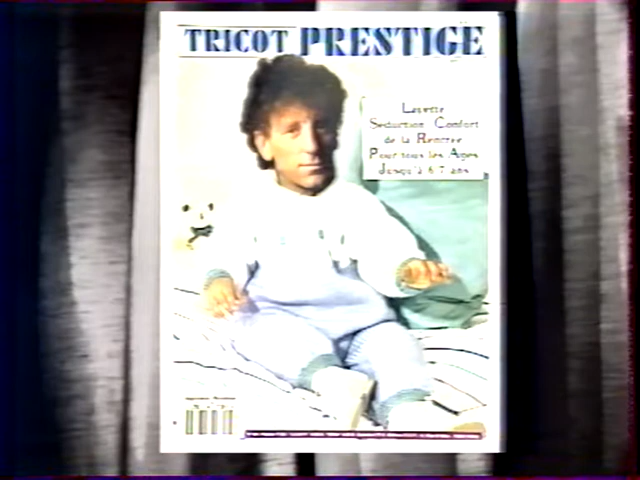 TRICOT PRESTIGE
Layette
Séduction Confort
de la Rentrée
Pour tous les Ages
Jusqu'à 6/7 ans